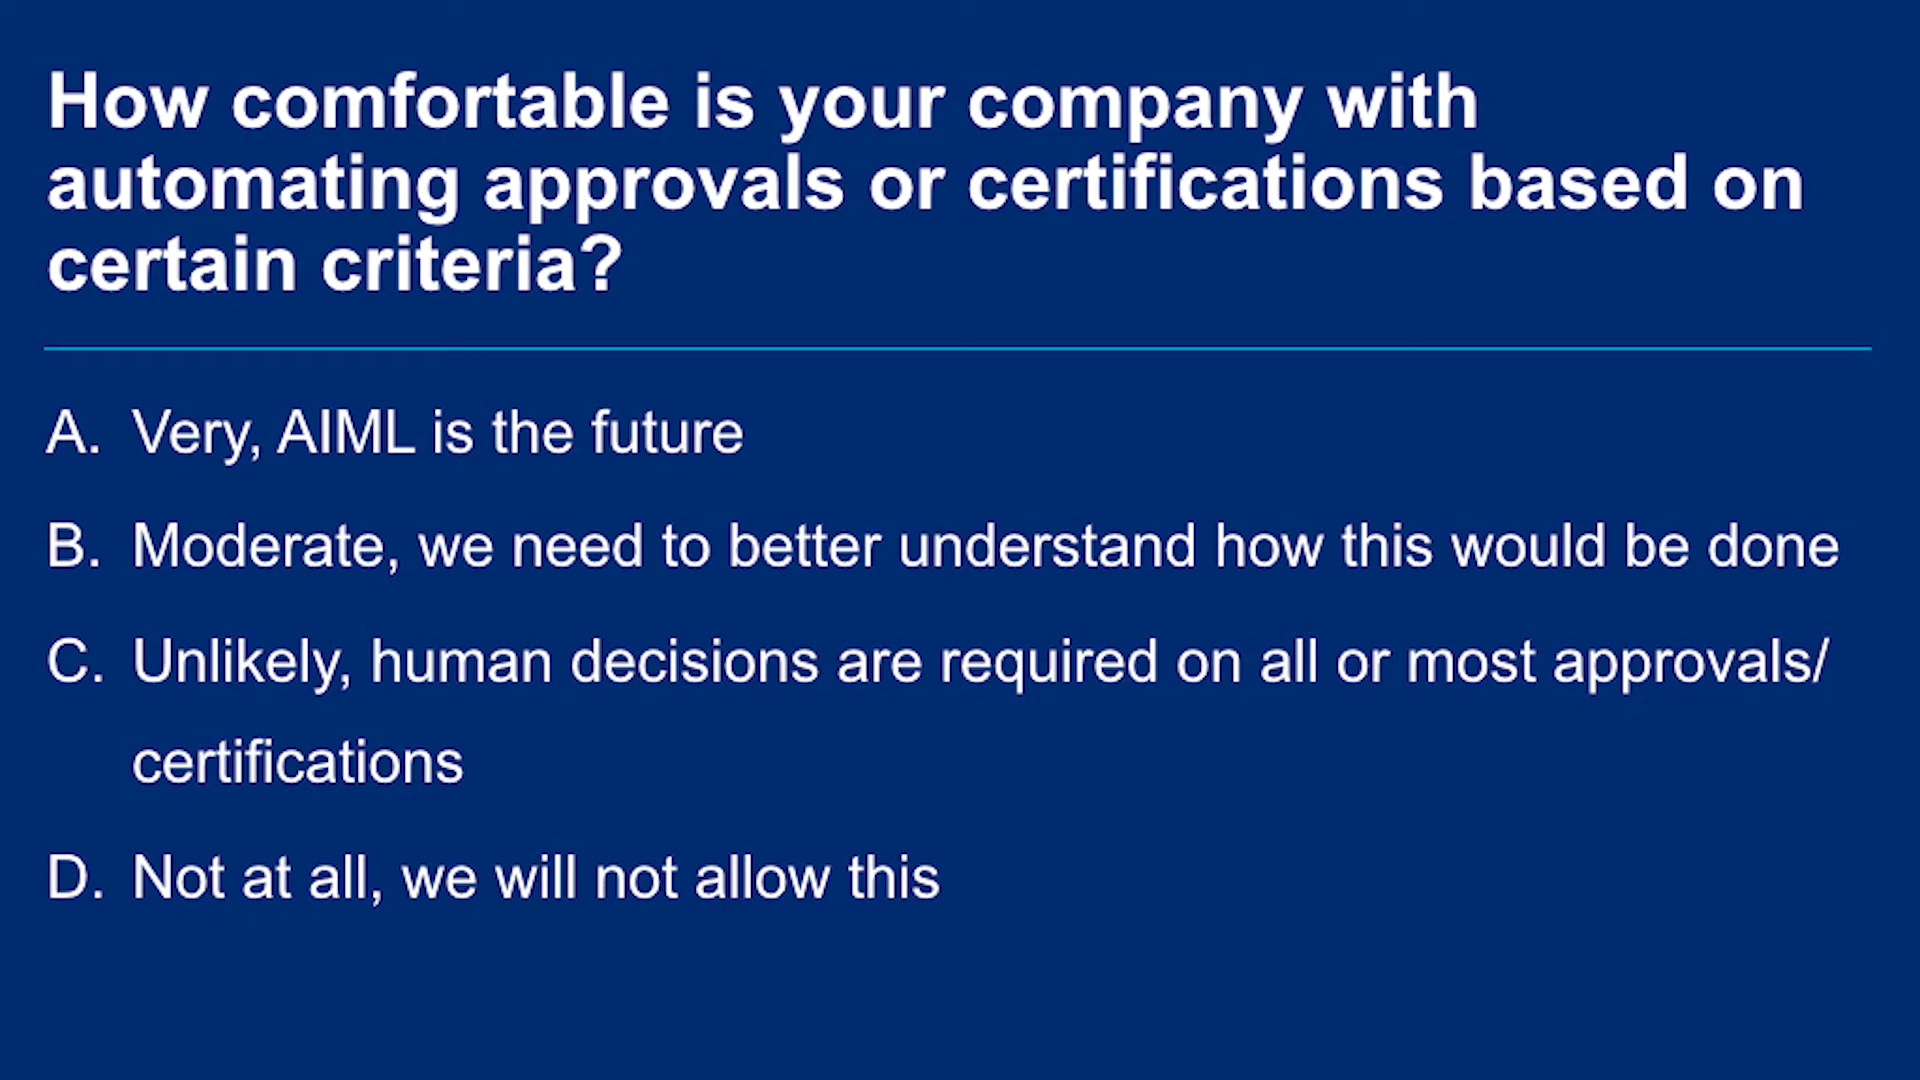 How comfortable is your company with
automating approvals or certifications based on
certain criteria?
A. Very, AIML is the future
B. Moderate, we need to better understand how this would be done
C. Unlikely, human decisions are required on all or most approvals/
certifications
D. Not at all, we will not allow this